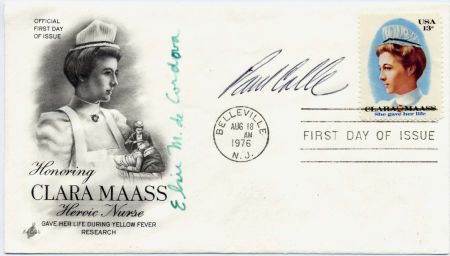 OFFICIAL
FIRST DAY
OF ISSUE
Honoring
CLARA MAASS
Heroic Nurse
GAVE HER LIFE DURING YELLOW FEVER
RESEARCH
Elsie M. de Cordova
Paul Calle
BELLEVILLE
AUG 18
AM
1976
N.J.
USA
13c
CLARA MAASS
She gave her life
FIRST DAY OF ISSUE